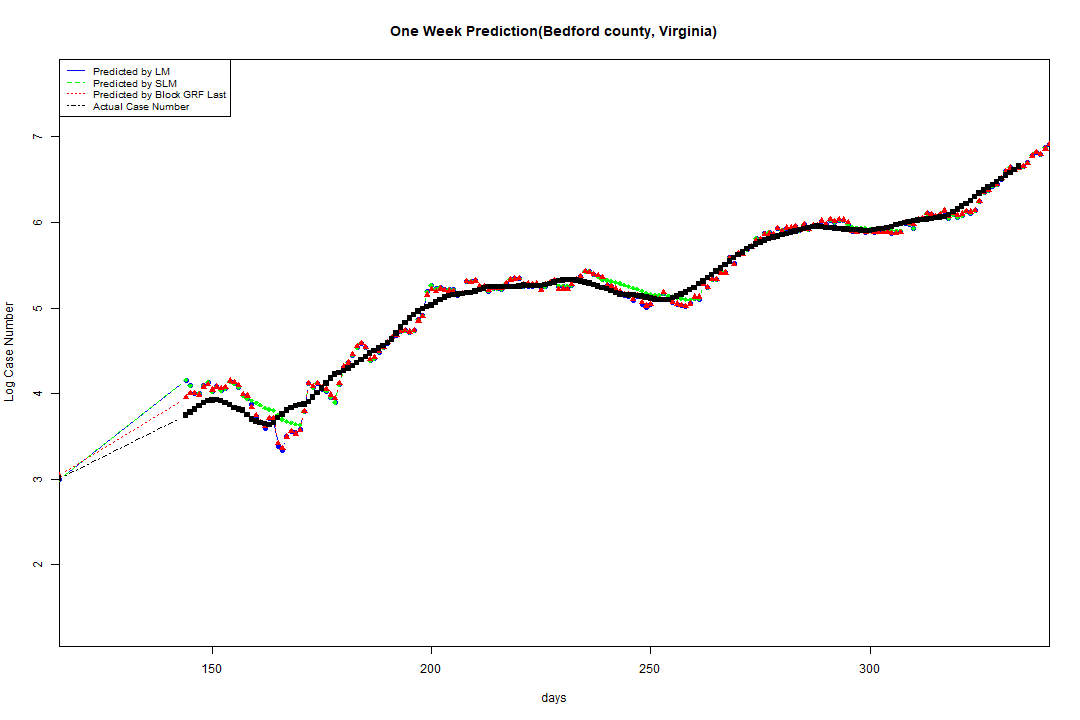 One Week Prediction(Bedford county, Virginia)
Predicted by LM
Predicted by SLM
Predicted by Block GRF Last
Actual Case Number
7
6
5
4
3
2
Log Case Number
150 200 250 300
days